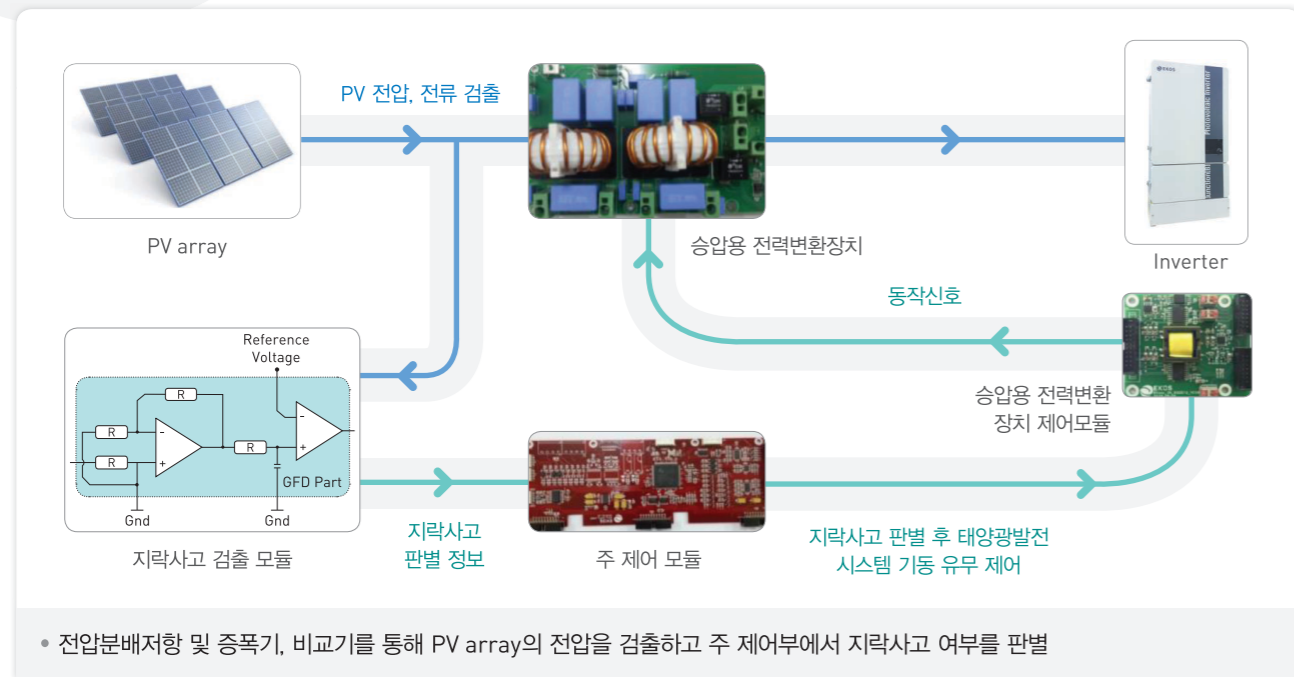 PV 전압, 전류 검출
PV array
승압용 전력변환장치
Photovoltaic Inverter
Inverter
동작신호
승압용 전력변환
장치 제어모듈
Reference
Voltage
R
R
R
R
-
+
-
+
GFD Part
Gnd
Gnd
지락사고 검출 모듈
지락사고
판별 정보
주 제어 모듈
지락사고 판별 후 태양광발전
시스템 기동 유무 제어
• 전압분배저항 및 증폭기, 비교기를 통해 PV array의 전압을 검출하고 주 제어부에서 지락사고 여부를 판별